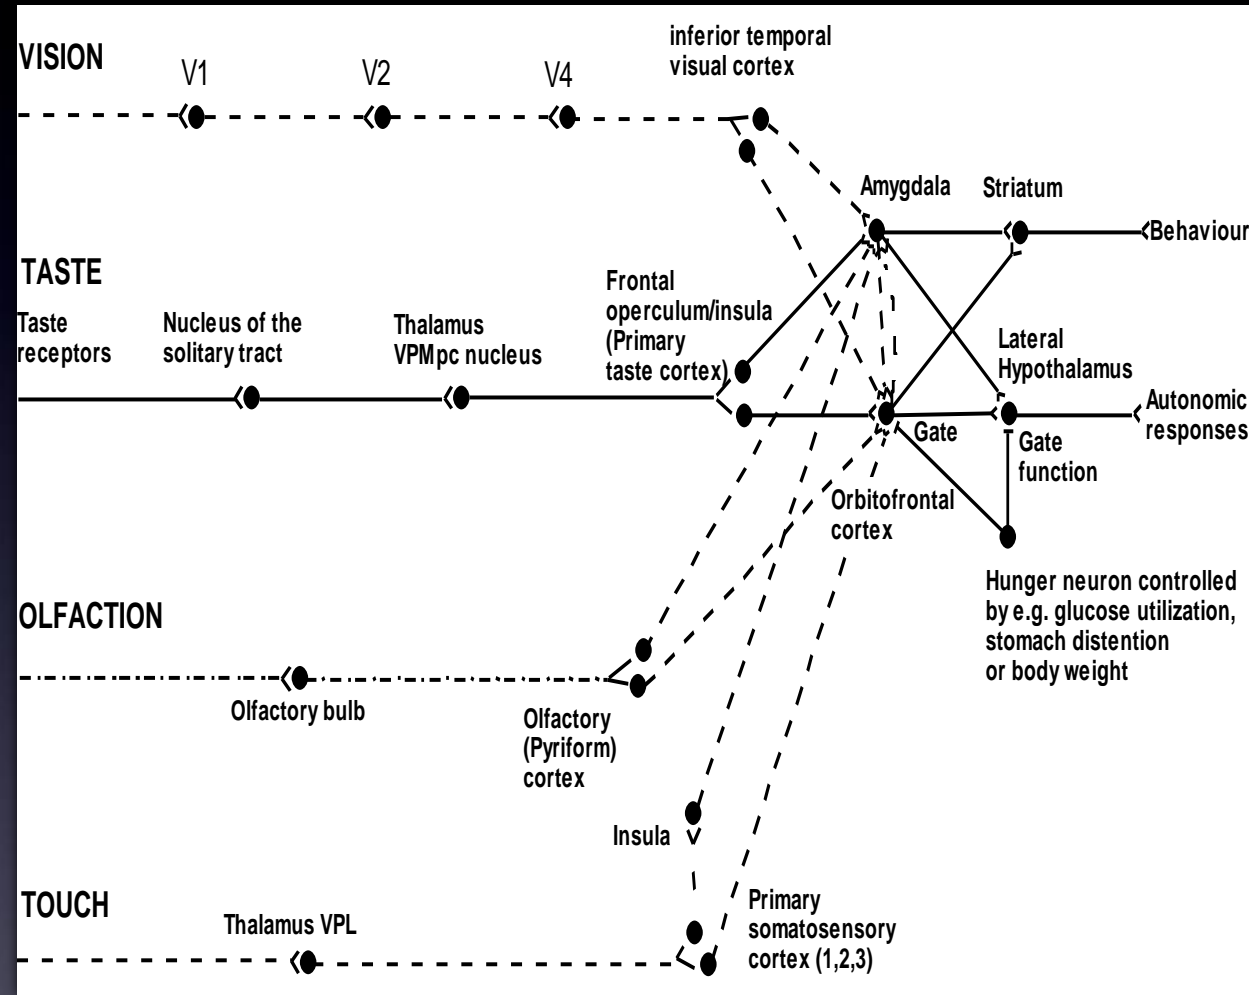 VISION
V1
V2
V4
inferior temporal
visual cortex
Amygdala
Striatum
Behaviour
TASTE
Taste
receptors
Nucleus of the
solitary tract
Thalamus
VPMpc nucleus
Frontal
operculum/insula
(Primary
taste cortex)
Lateral
Hypothalamus
Autonomic
responses
Gate
Gate
function
Orbitofrontal
cortex
Hunger neuron controlled
by e.g. glucose utilization,
stomach distention
or body weight
OLFACTION
Olfactory bulb
Olfactory
(Pyriform)
cortex
Insula
TOUCH
Thalamus VPL
Primary
somatosensory
cortex (1,2,3)